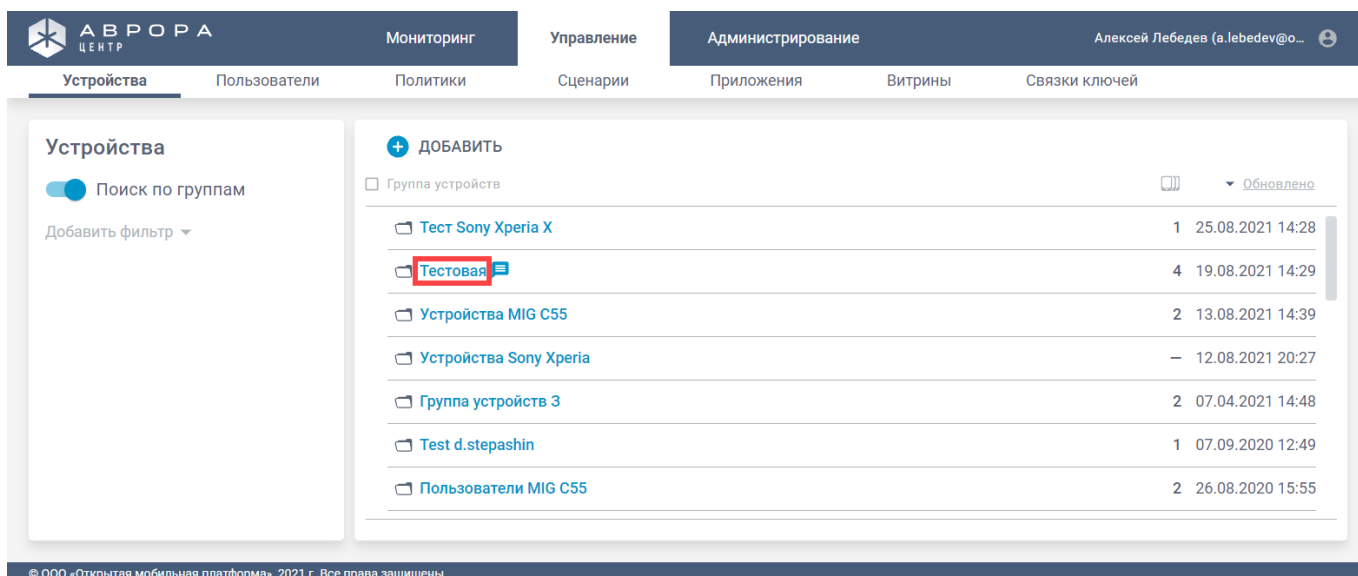 АВРОРА
ЦЕНТР
Мониторинг Управление Администрирование Алексей Лебедев (a.lebedev@o...
Устройства Пользователи Политики Сценарии Приложения Витрины Связки ключей
Устройства
Поиск по группам
Добавить фильтр
ДОБАВИТЬ
Группа устройств Обновлено
Тест Sony Xperia X 1 25.08.2021 14:28
Тестовая 4 19.08.2021 14:29
Устройства MIG C55 2 13.08.2021 14:39
Устройства Sony Xperia — 12.08.2021 20:27
Группа устройств 3 2 07.04.2021 14:48
Test d.stepashin 1 07.09.2020 12:49
Пользователи MIG C55 2 26.08.2020 15:55
© ООО «Открытая мобильная платформа», 2021 г. Все права защищены